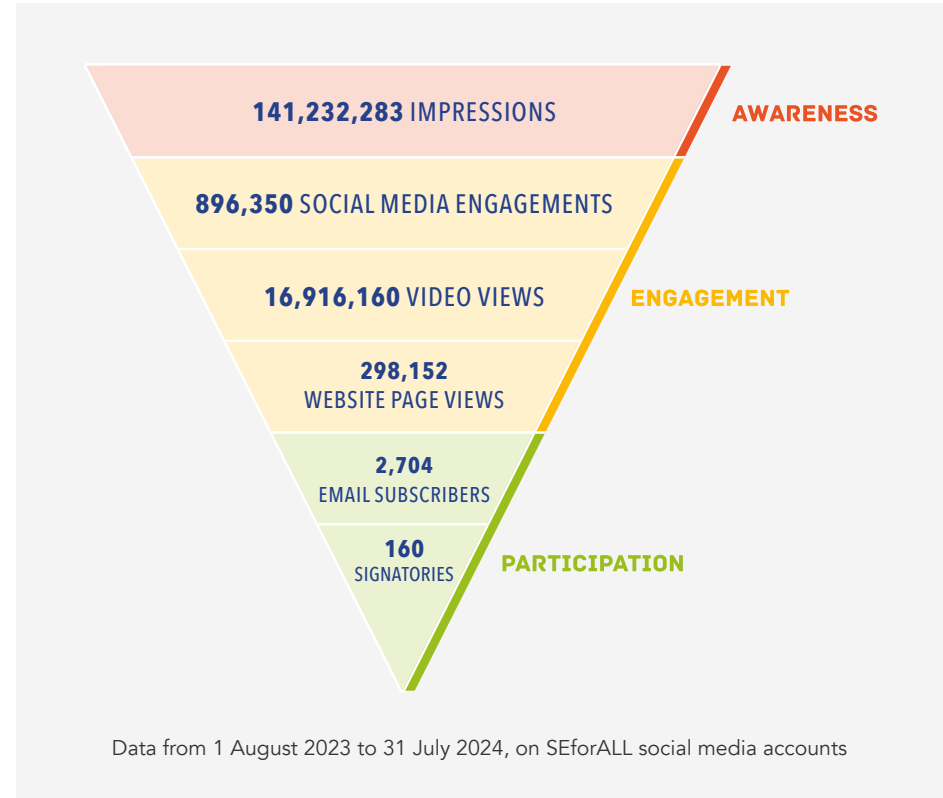 141,232,283 IMPRESSIONS
AWARENESS
896,350 SOCIAL MEDIA ENGAGEMENTS
16,916,160 VIDEO VIEWS
ENGAGEMENT
298,152
WEBSITE PAGE VIEWS
2,704
EMAIL SUBSCRIBERS
160
SIGNATORIES
PARTICIPATION
Data from 1 August 2023 to 31 July 2024, on SEforALL social media accounts